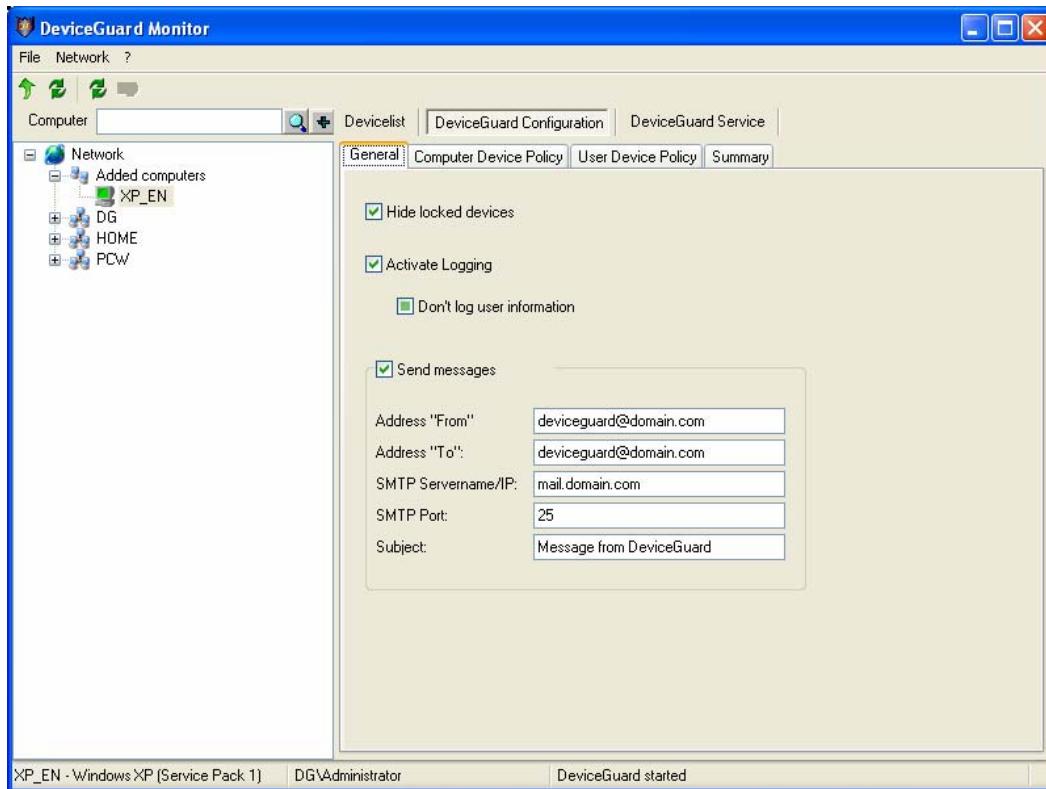 DeviceGuard Monitor
File Network ?
Computer
Devicelist DeviceGuard Configuration DeviceGuard Service
Network
Added computers
XP_EN
DG
HOME
PCW
General Computer Device Policy User Device Policy Summary
Hide locked devices
Activate Logging
Don't log user information
Send messages
Address "From" deviceguard@domain.com
Address "To": deviceguard@domain.com
SMTP Servername/IP: mail.domain.com
SMTP Port: 25
Subject: Message from DeviceGuard
XP_EN - Windows XP (Service Pack 1) DG\Administrator DeviceGuard started